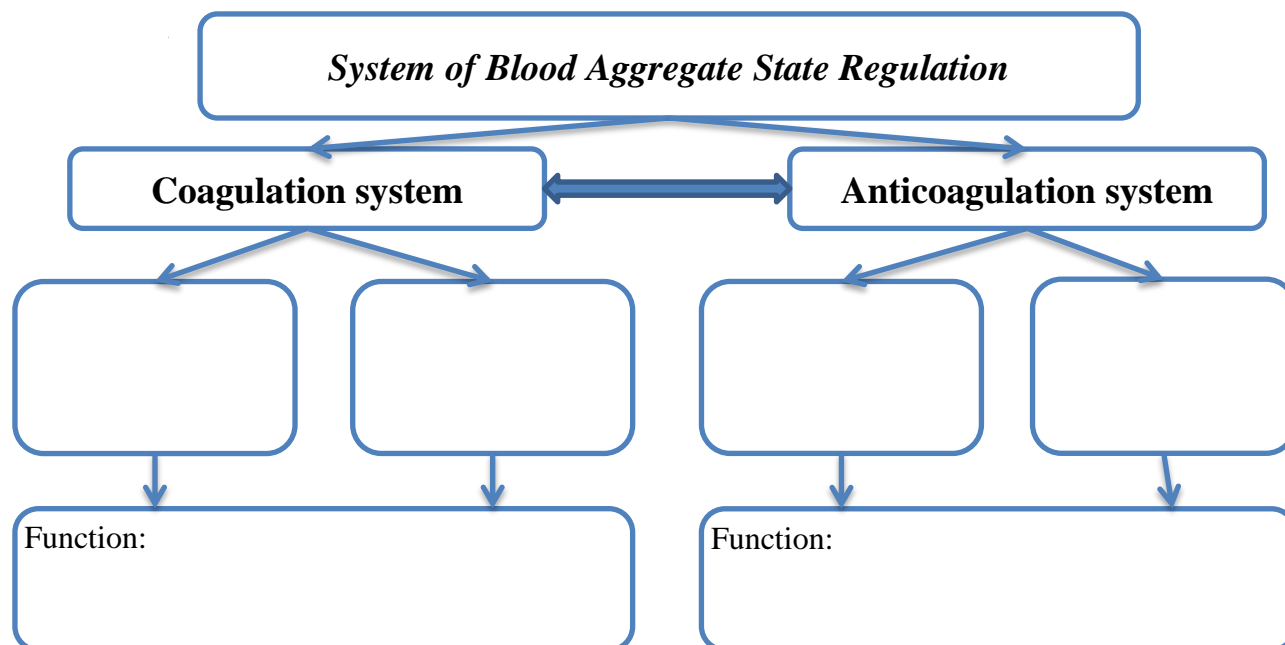 System of Blood Aggregate State Regulation
Coagulation system
Anticoagulation system
Function:
Function: